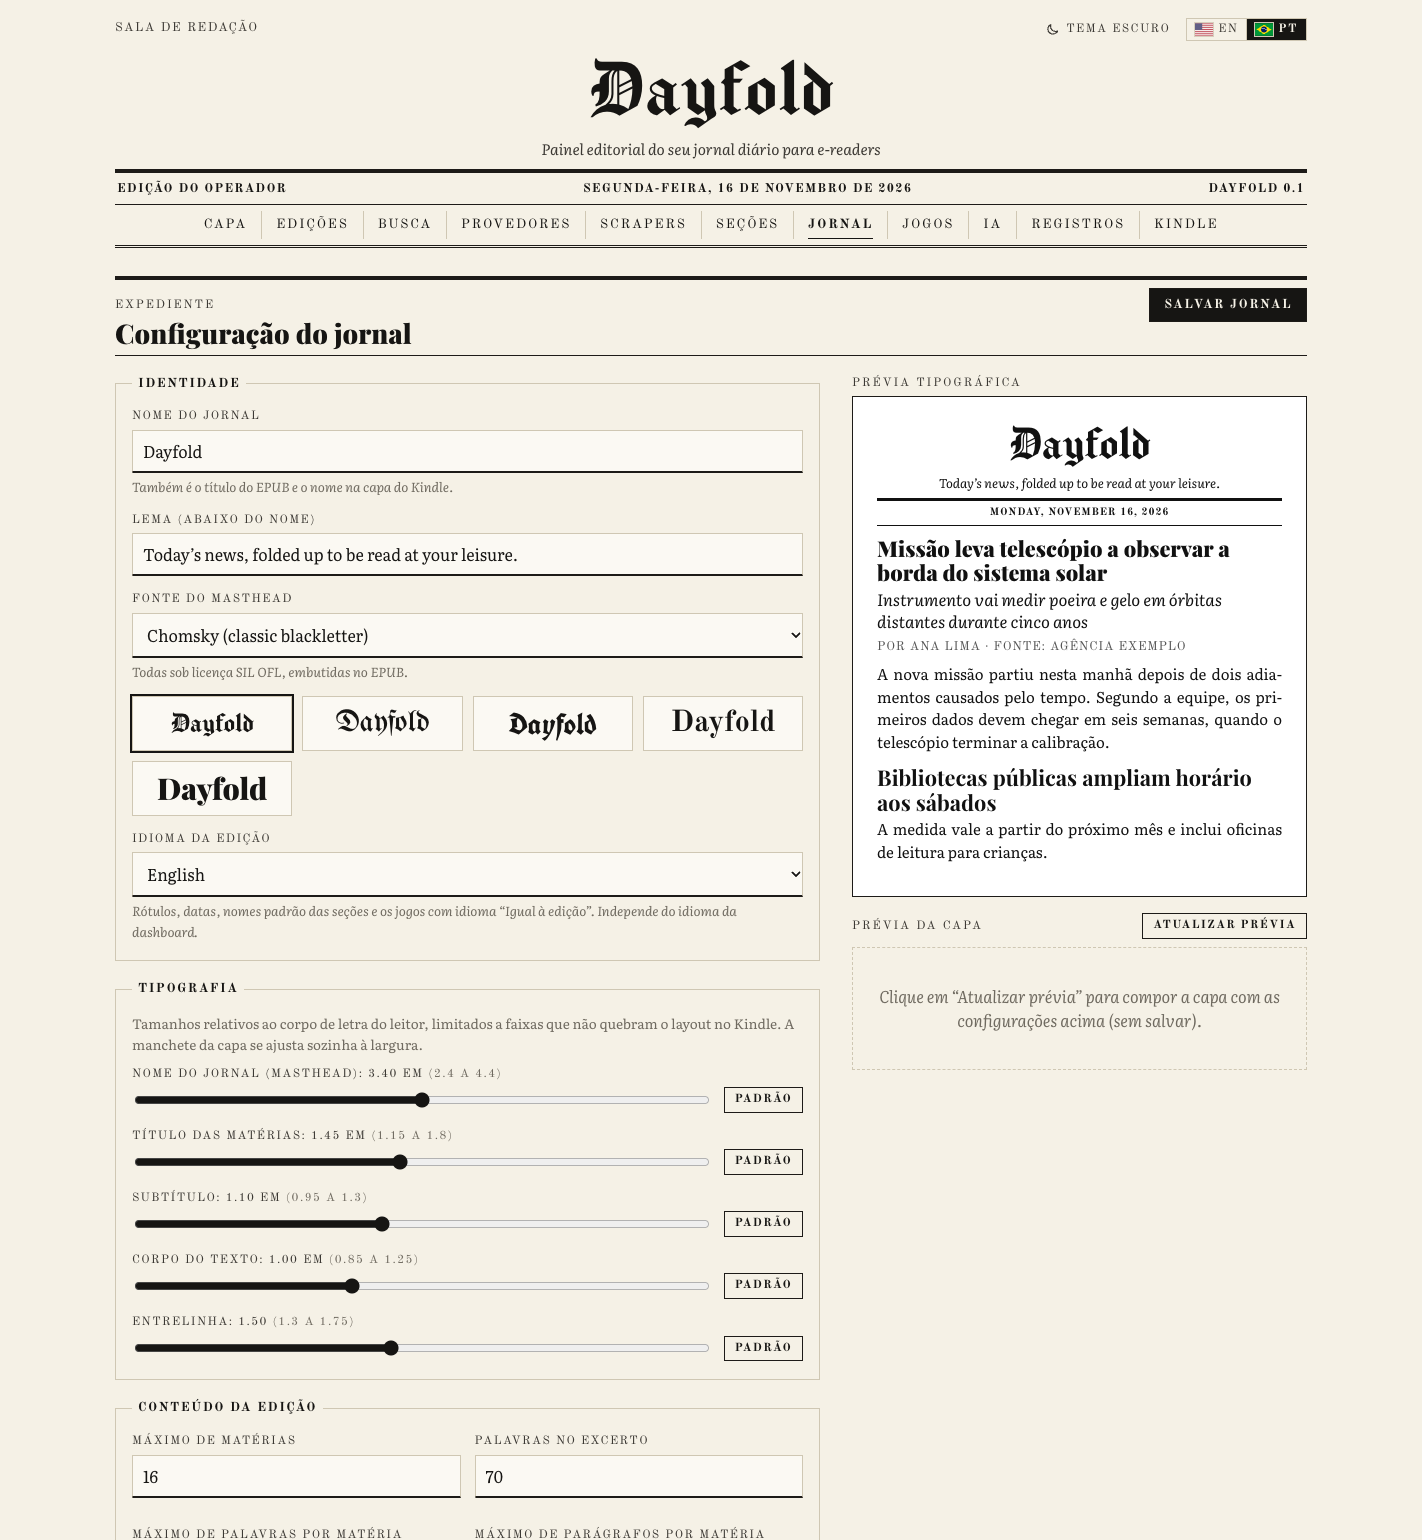 SALA DE REDAÇÃO
TEMA ESCURO EN PT
Dayfold
Painel editorial do seu jornal diário para e-readers
EDIÇÃO DO OPERADOR SEGUNDA-FEIRA, 16 DE NOVEMBRO DE 2026 DAYFOLD 0.1
CAPA EDIÇÕES BUSCA PROVEDORES SCRAPERS SEÇÕES JORNAL JOGOS IA REGISTROS KINDLE
EXPEDIENTE
SALVAR JORNAL
Configuração do jornal
IDENTIDADE
NOME DO JORNAL
Dayfold
Também é o título do EPUB e o nome na capa do Kindle.
LEMA (ABAIXO DO NOME)
Today’s news, folded up to be read at your leisure.
FONTE DO MASTHEAD
Chomsky (classic blackletter)
Todas sob licença SIL OFL, embutidas no EPUB.
Dayfold Dayfold Dayfold Dayfold
Dayfold
IDIOMA DA EDIÇÃO
English
Rótulos, datas, nomes padrão das seções e os jogos com idioma “Igual à edição”. Independe do idioma da
dashboard.
TIPOGRAFIA
Tamanhos relativos ao corpo de letra do leitor, limitados a faixas que não quebram o layout no Kindle. A
manchete da capa se ajusta sozinha à largura.
NOME DO JORNAL (MASTHEAD): 3.40 EM (2.4 A 4.4)
PADRÃO
TÍTULO DAS MATÉRIAS: 1.45 EM (1.15 A 1.8)
PADRÃO
SUBTÍTULO: 1.10 EM (0.95 A 1.3)
PADRÃO
CORPO DO TEXTO: 1.00 EM (0.85 A 1.25)
PADRÃO
ENTRELINHA: 1.50 (1.3 A 1.75)
PADRÃO
CONTEÚDO DA EDIÇÃO
MÁXIMO DE MATÉRIAS PALAVRAS NO EXCERTO
16 70
MÁXIMO DE PALAVRAS POR MATÉRIA MÁXIMO DE PARÁGRAFOS POR MATÉRIA
PRÉVIA TIPOGRÁFICA
Dayfold
Today’s news, folded up to be read at your leisure.
MONDAY, NOVEMBER 16, 2026
Missão leva telescópio a observar a
borda do sistema solar
Instrumento vai medir poeira e gelo em órbitas
distantes durante cinco anos
POR ANA LIMA · FONTE: AGÊNCIA EXEMPLO
A nova missão partiu nesta manhã depois de dois adia-
mentos causados pelo tempo. Segundo a equipe, os pri-
meiros dados devem chegar em seis semanas, quando o
telescópio terminar a calibração.
Bibliotecas públicas ampliam horário
aos sábados
A medida vale a partir do próximo mês e inclui oficinas
de leitura para crianças.
PRÉVIA DA CAPA ATUALIZAR PRÉVIA
Clique em “Atualizar prévia” para compor a capa com as
configurações acima (sem salvar).